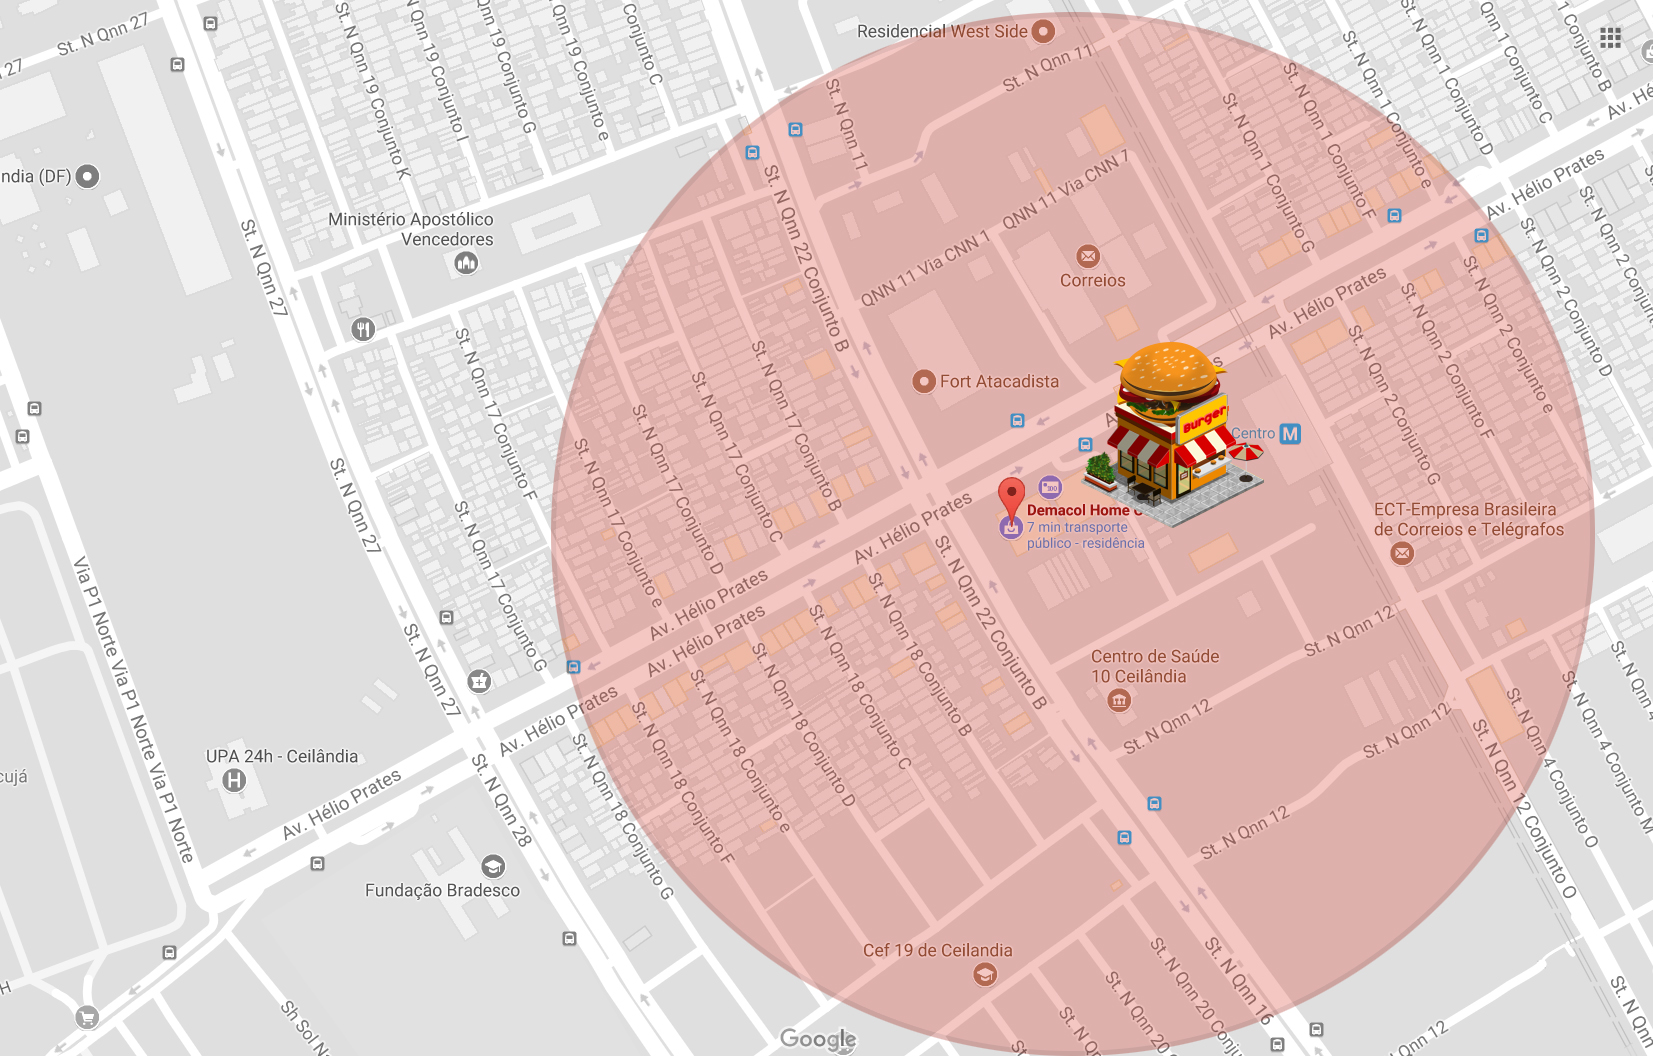 St. N Qnn 27
27
St. N Qnn 19 Conjunto K
St. N Qnn 19 Conjunto I
Qnn 19 Conjunto G
Qnn 19 Conjunto e
Conjunto C
Residencial West Side
St. N Qnn 11
St. N Qnn 11
St. N Qnn 1 Conjunto G
St. N Qnn 1 Conjunto F
St. N Qnn 1 Conjunto e
St. N Qnn 1 Conjunto D
Qnn 1 Conjunto C
1 Conjunto B
Av. Hé
Av. Hélio Prates
ndia (DF)
Ministério Apostólico
Vencedores
St. N Qnn 27
St. N Qnn 22 Conjunto B
QNN 11 Via CNN 7
QNN 11 Via CNN 1
Correios
Av. Hélio Prates
St. N Qnn 2 Conjunto D
St. N Qnn 2
St. N Qnn 2 Conjunto e
St. N Qnn 2 Conjunto F
St. N Qnn 2 Conjunto G
Fort Atacadista
s
A
Burger
Centro
M
St. N Qnn 17 Conjunto F
St. N Qnn 17 Conjunto B
St. N Qnn 17 Conjunto C
St. N Qnn 17 Conjunto D
St. N Qnn 17 Conjunto e
St. N Qnn 17 Conjunto G
St. N Qnn 27
Av. Hélio Prates
Demacol Home C
7 min transporte
público - residência
ECT-Empresa Brasileira
de Correios e Telégrafos
Via P1 Norte Via P1 Norte Via P1 Norte
St. N Qnn 27
Av. Hélio Prates
Av. Hélio Prates
Av. Hélio Prates
St. N Qnn 22 Conjunto B
St. N Qnn 18 Conjunto B
St. N Qnn 18 Conjunto C
St. N Qnn 18 Conjunto D
St. N Qnn 18 Conjunto e
St. N Qnn 18 Conjunto F
St. N Qnn 18 Conjunto G
Centro de Saúde
10 Ceilândia
St. N Qnn 12
St. N Qnn 12
St. N Qnn 12
St. N Qnn 12
St. N Qnn 12 Conjunto O
St. N Qnn 4 Conjunto O
St. N Qnn 4 Conjunto M
St. N Qnn 4
cujá
UPA 24h - Ceilândia
H
Av. Hélio Prates
St. N Qnn 28
Fundação Bradesco
Cef 19 de Ceilandia
St. N Qnn 16
St. N Qnn 20 Conj
St. N Qnn 20
St. N Qn
St.
Qnn 12
St. N Qn
H
Sh Sol N
Google